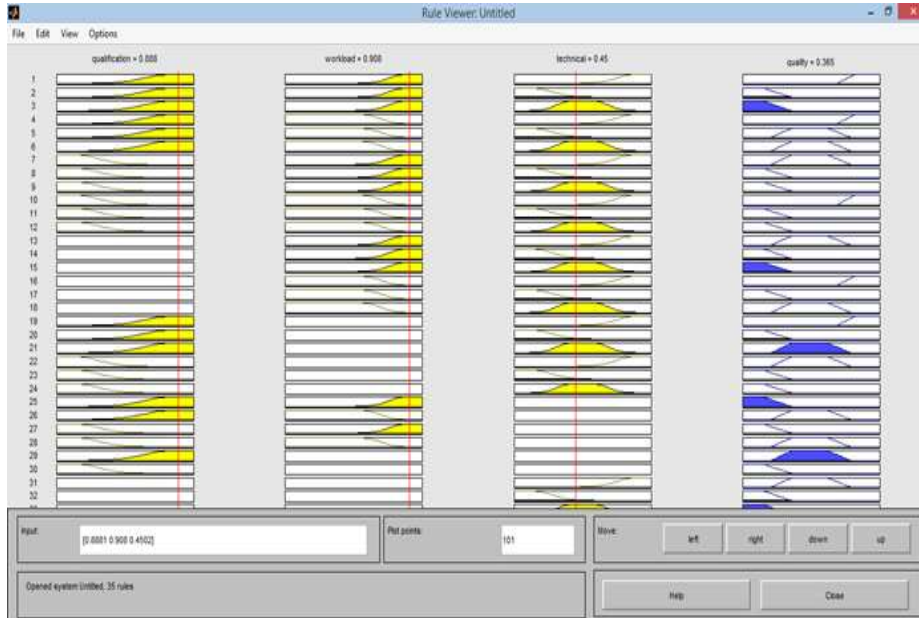 Rule Viewer: Untitled
File Edit View Options
qualification = 0.888
workload = 0.908
technical = 0.45
quality = 0.365
1
2
3
4
5
6
7
8
9
10
11
12
13
14
15
16
17
18
19
20
21
22
23
24
25
26
27
28
29
30
31
32
Input:
[0.8881 0.908 0.4502]
Plot points:
101
Move:
left
right
down
up
Opened system Untitled, 35 rules
Help
Close